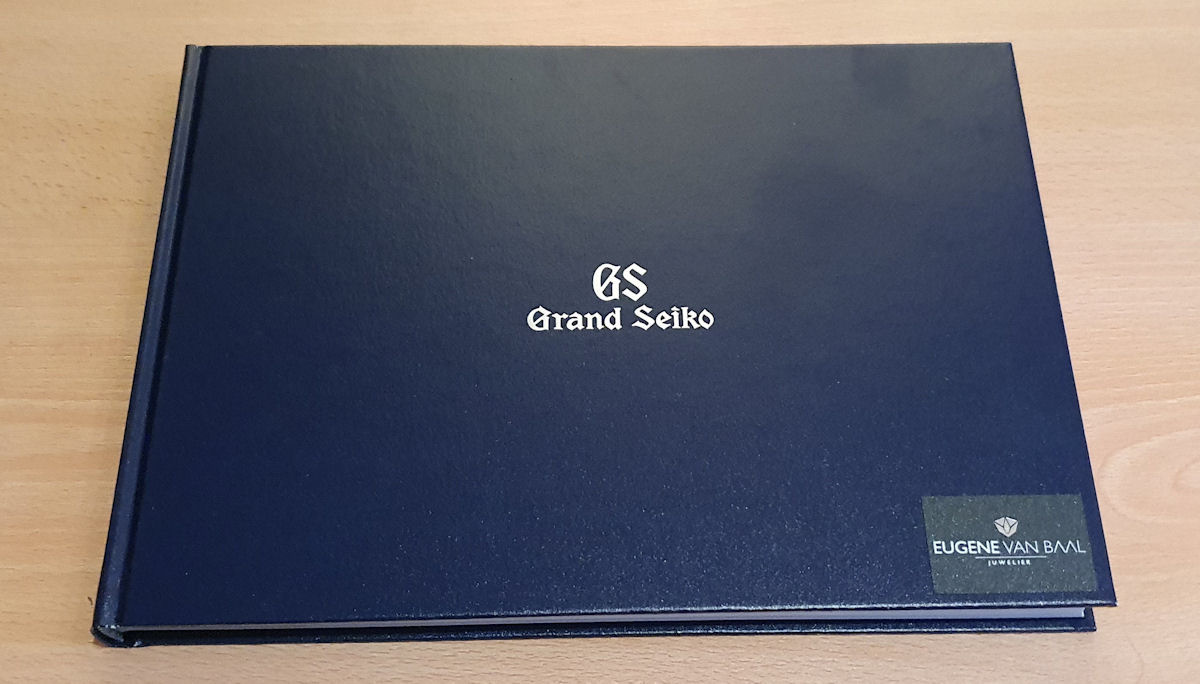 GS
Grand Seiko
EUGENE VAN BAAL
JUWELIER